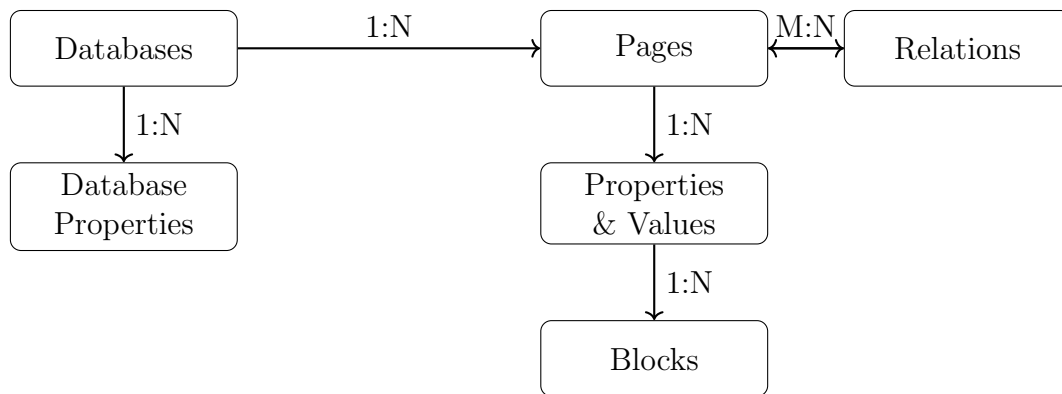 Databases
1:N
Pages
M:N
Relations
1:N
1:N
Database
Properties
Properties
& Values
1:N
Blocks